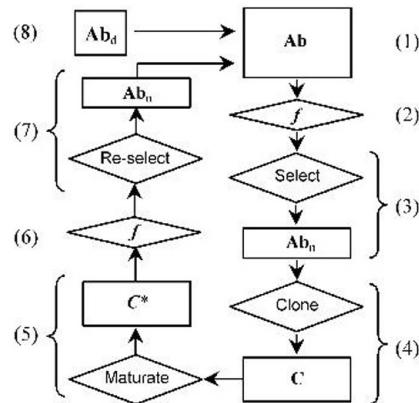 (8) Ab_d Ab (1)
Ab_n f (2)
(7) Re-select Select (3)
(6) f Ab_n
(5) C* Clone (4)
Maturate C